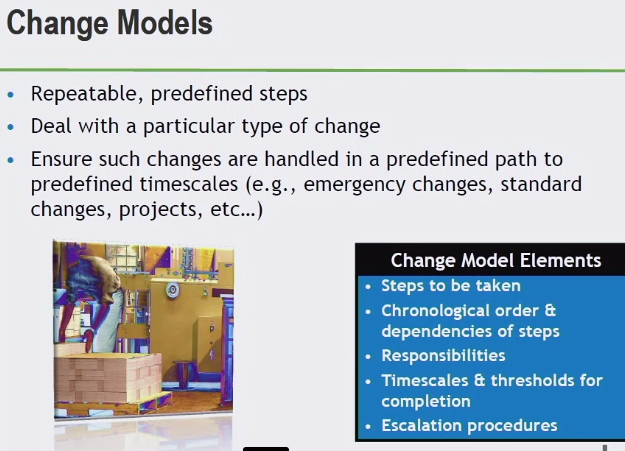 Change Models
• Repeatable, predefined steps
• Deal with a particular type of change
• Ensure such changes are handled in a predefined path to
predefined timescales (e.g., emergency changes, standard
changes, projects, etc…)
Change Model Elements
• Steps to be taken
• Chronological order &
dependencies of steps
• Responsibilities
• Timescales & thresholds for
completion
• Escalation procedures